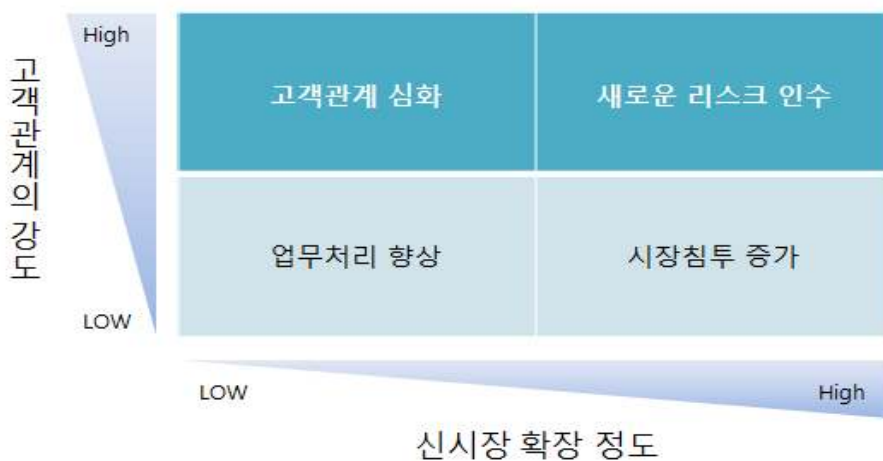 High
고객관계의 강도
고객관계 심화
새로운 리스크 인수
업무처리 향상
시장침투 증가
LOW
LOW
High
신시장 확장 정도